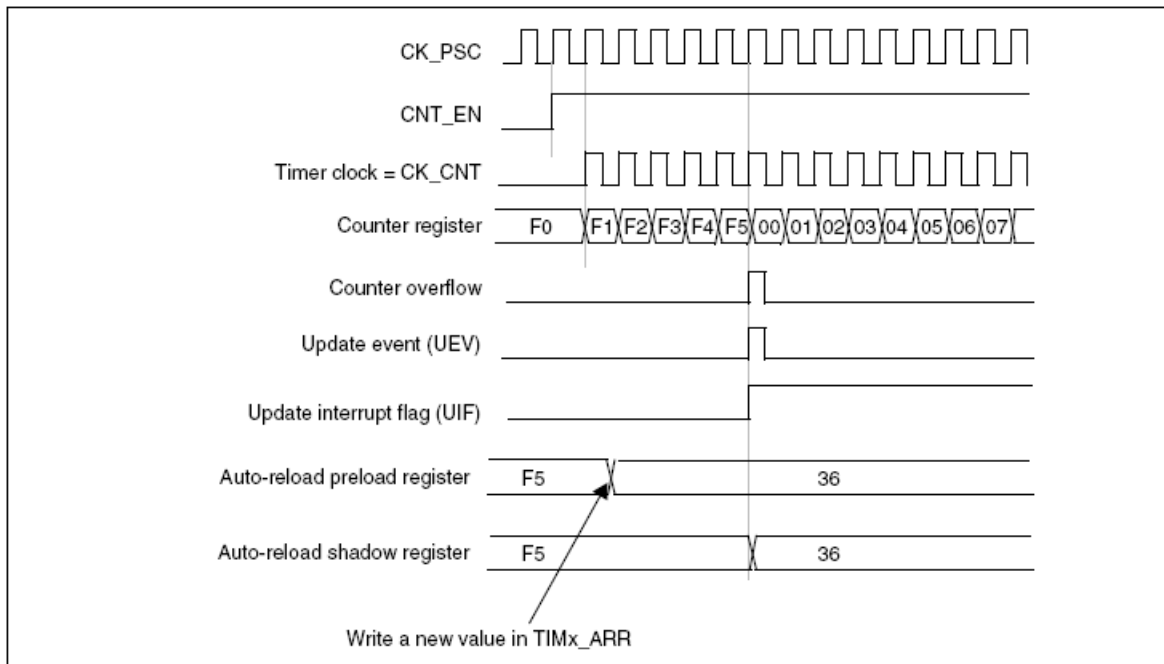 CK_PSC
CNT_EN
Timer clock = CK_CNT
Counter register F0 F1 F2 F3 F4 F5 00 01 02 03 04 05 06 07
Counter overflow
Update event (UEV)
Update interrupt flag (UIF)
Auto-reload preload register F5 36
Auto-reload shadow register F5 36
Write a new value in TIMx_ARR